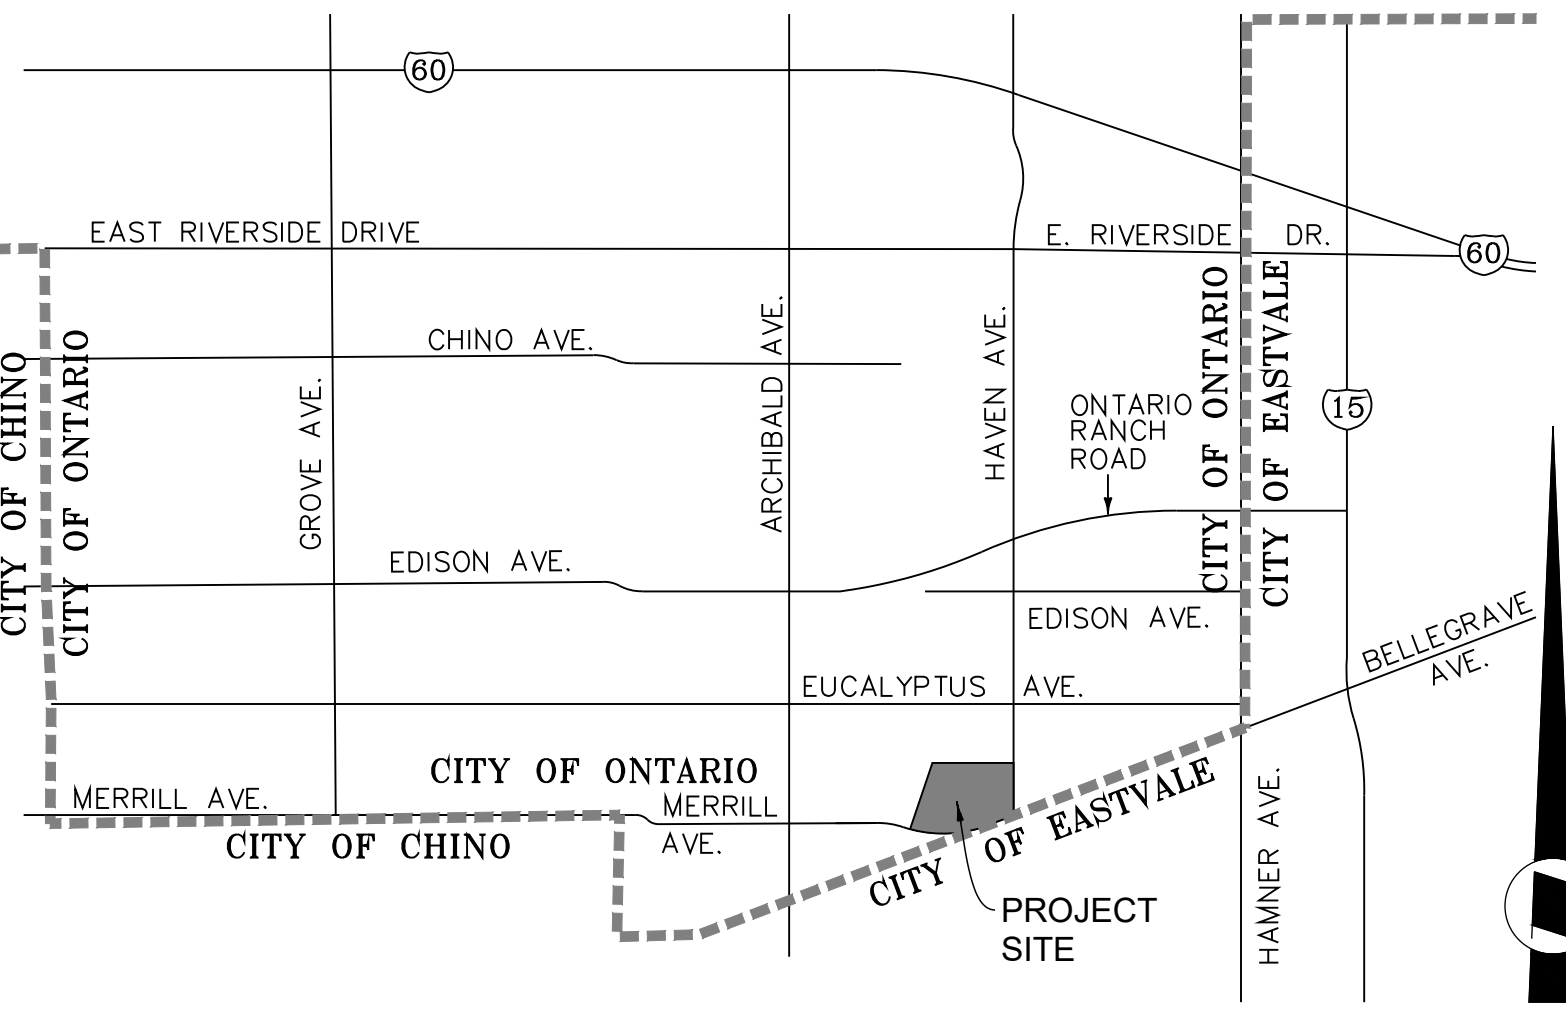 60
EAST RIVERSIDE DRIVE
E. RIVERSIDE DR.
60
CHINO AVE.
CITY OF CHINO
CITY OF ONTARIO
GROVE AVE.
ARCHIBALD AVE.
HAVEN AVE.
ONTARIO
RANCH
ROAD
CITY OF ONTARIO
CITY OF EASTVALE
15
EDISON AVE.
EDISON AVE.
BELLEGRAVE
AVE.
EUCALYPTUS AVE.
CITY OF ONTARIO
MERRILL AVE.
MERRILL
AVE.
CITY OF CHINO
CITY OF EASTVALE
HAMNER AVE.
PROJECT
SITE